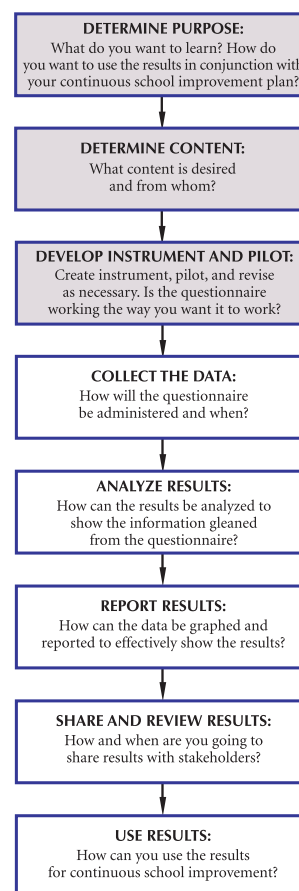 DETERMINE PURPOSE:
What do you want to learn? How do
you want to use the results in conjunction with
your continuous school improvement plan?
DETERMINE CONTENT:
What content is desired
and from whom?
DEVELOP INSTRUMENT AND PILOT:
Create instrument, pilot, and revise
as necessary. Is the questionnaire
working the way you want it to work?
COLLECT THE DATA:
How will the questionnaire
be administered and when?
ANALYZE RESULTS:
How can the results be analyzed to
show the information gleaned
from the questionnaire?
REPORT RESULTS:
How can the data be graphed and
reported to effectively show the results?
SHARE AND REVIEW RESULTS:
How and when are you going to
share results with stakeholders?
USE RESULTS:
How can you use the results
for continuous school improvement?